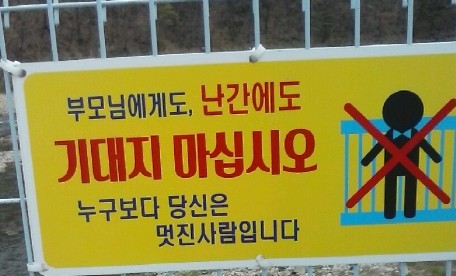 부모님에게도, 난간에도
기대지 마십시오
누구보다 당신은
멋진사람입니다